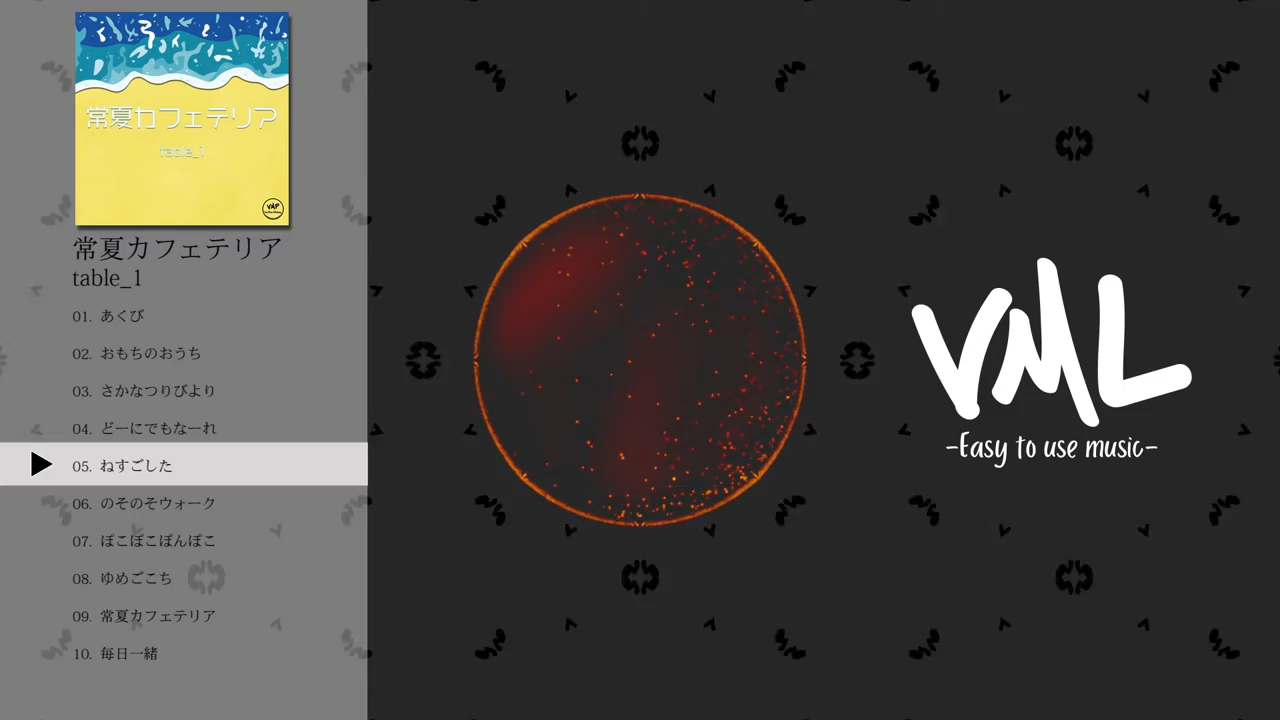 常夏カフェテリア
table_1
VMP
常夏カフェテリア
table_1
01. あくび
02. おもちのおうち
03. さかなつりびより
04. どーにでもなーれ
05. ねすごした
06. のそのそウォーク
07. ぽこぽこぽんぽこ
08. ゆめごこち
09. 常夏カフェテリア
10. 毎日一緒
VML
-Easy to use music-